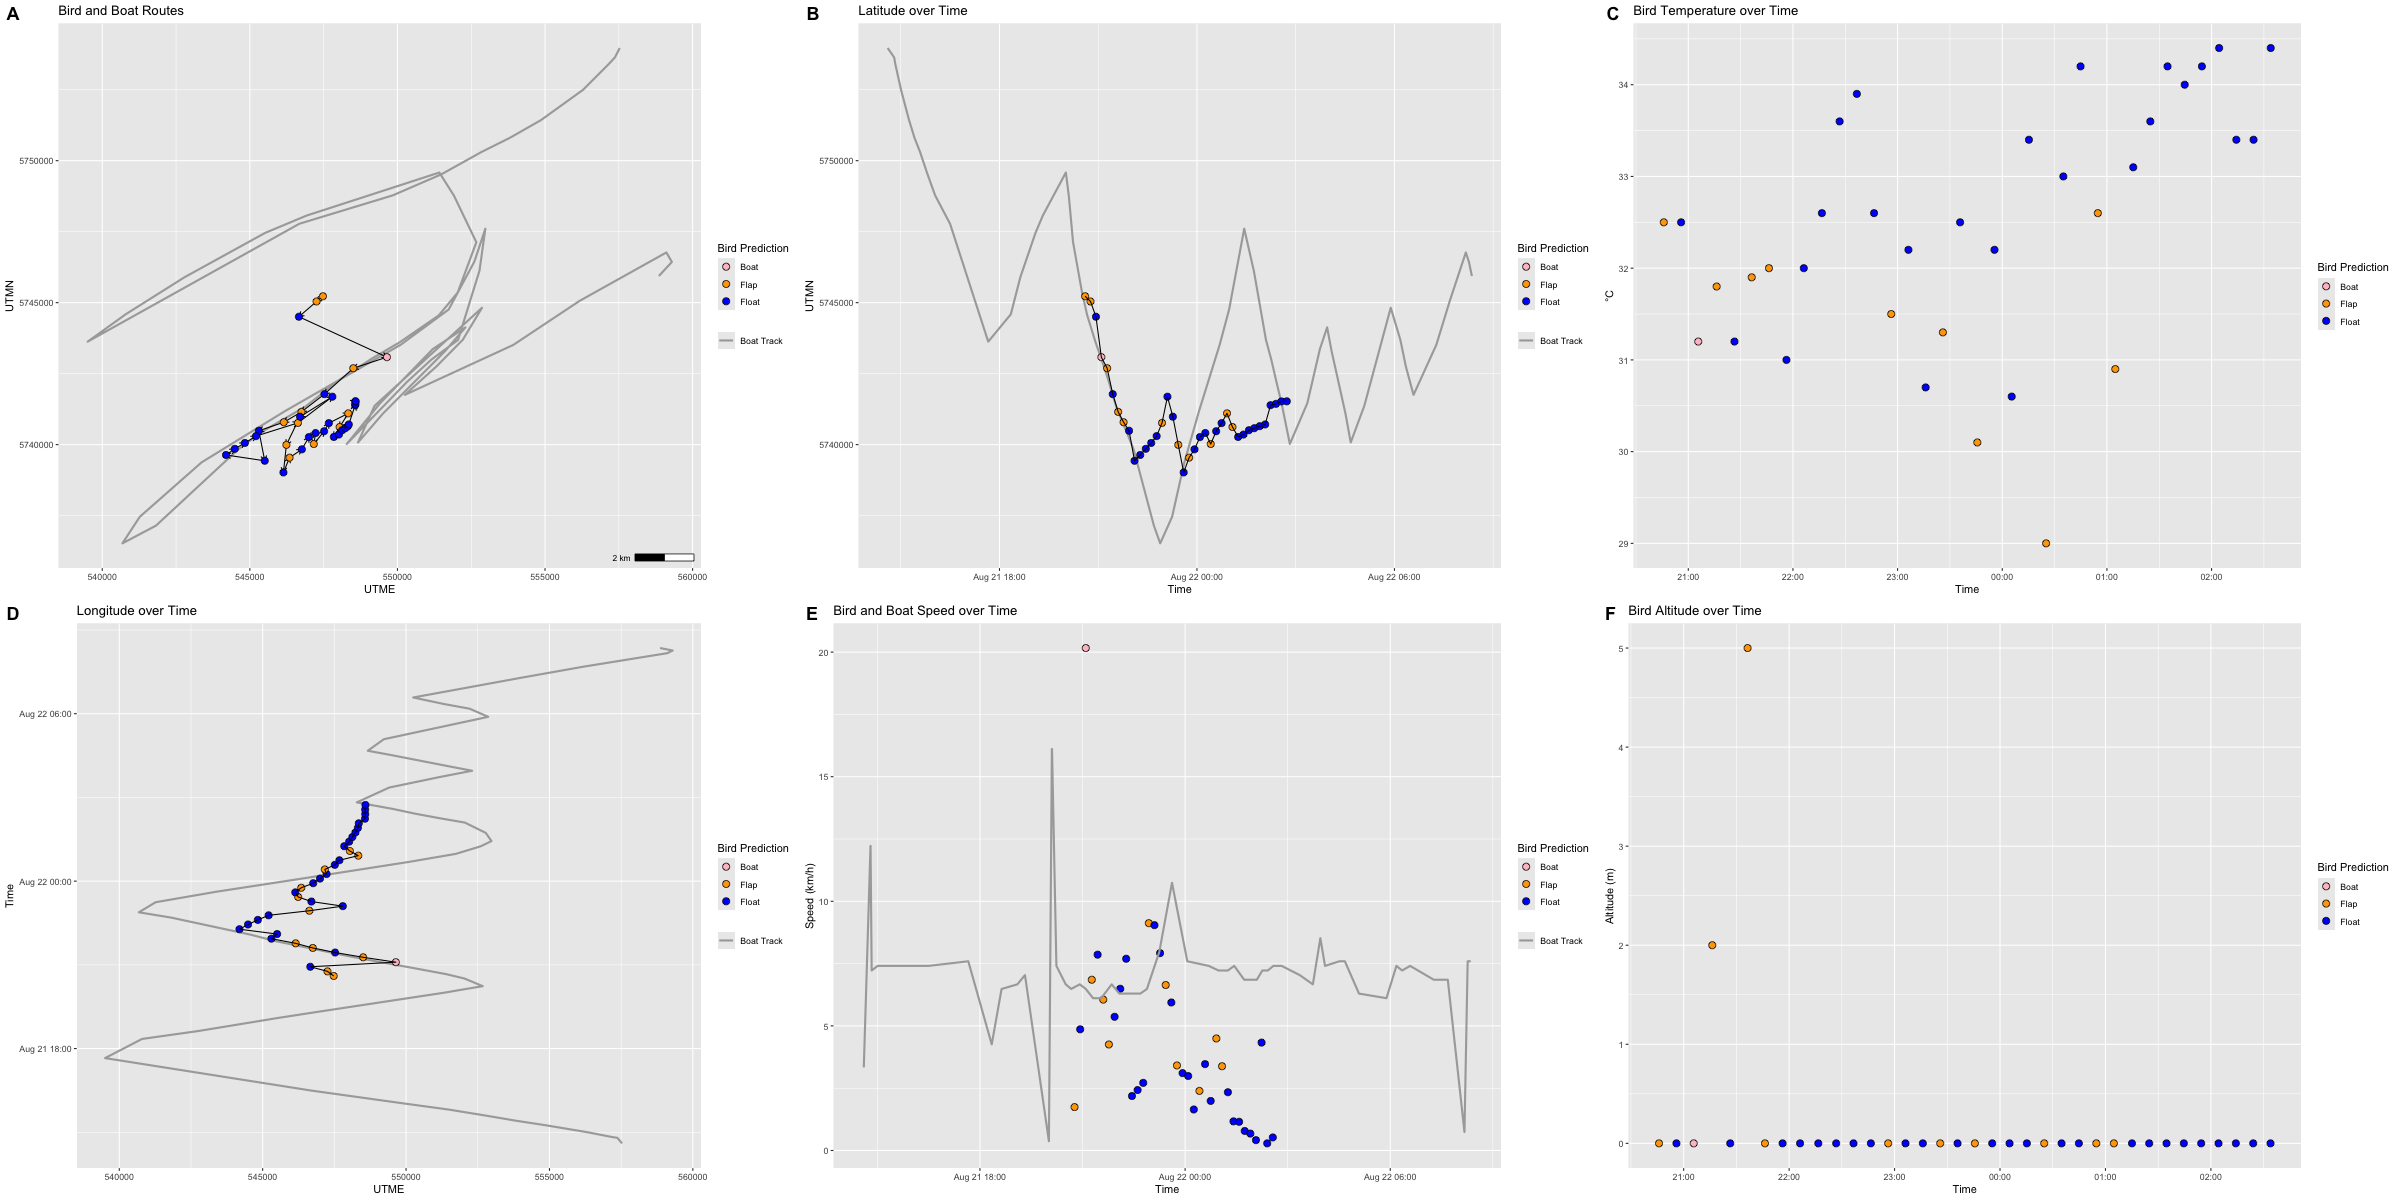 A
Bird and Boat Routes
5750000
5745000
5740000
UTMN
540000
545000
550000
555000
560000
UTME
2 km
Bird Prediction
Boat
Flap
Float
Boat Track
B
Latitude over Time
5750000
5745000
5740000
UTMN
Aug 21 18:00
Aug 22 00:00
Aug 22 06:00
Time
Bird Prediction
Boat
Flap
Float
Boat Track
C
Bird Temperature over Time
34
33
32
31
30
29
°C
21:00
22:00
23:00
00:00
01:00
02:00
Time
Bird Prediction
Boat
Flap
Float
D
Longitude over Time
Aug 22 06:00
Aug 22 00:00
Aug 21 18:00
Time
540000
545000
550000
555000
560000
UTME
Bird Prediction
Boat
Flap
Float
Boat Track
E
Bird and Boat Speed over Time
20
15
10
5
0
Speed (km/h)
Aug 21 18:00
Aug 22 00:00
Aug 22 06:00
Time
Bird Prediction
Boat
Flap
Float
Boat Track
F
Bird Altitude over Time
5
4
3
2
1
0
Altitude (m)
21:00
22:00
23:00
00:00
01:00
02:00
Time
Bird Prediction
Boat
Flap
Float